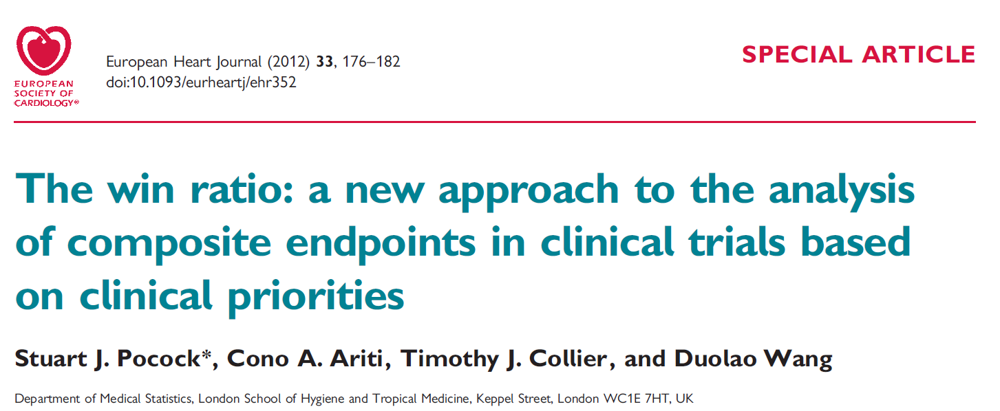 EUROPEAN
SOCIETY OF
CARDIOLOGY®
European Heart Journal (2012) 33, 176–182
doi:10.1093/eurheartj/ehr352
SPECIAL ARTICLE
The win ratio: a new approach to the analysis
of composite endpoints in clinical trials based
on clinical priorities
Stuart J. Pocock*, Cono A. Ariti, Timothy J. Collier, and Duolao Wang
Department of Medical Statistics, London School of Hygiene and Tropical Medicine, Keppel Street, London WC1E 7HT, UK